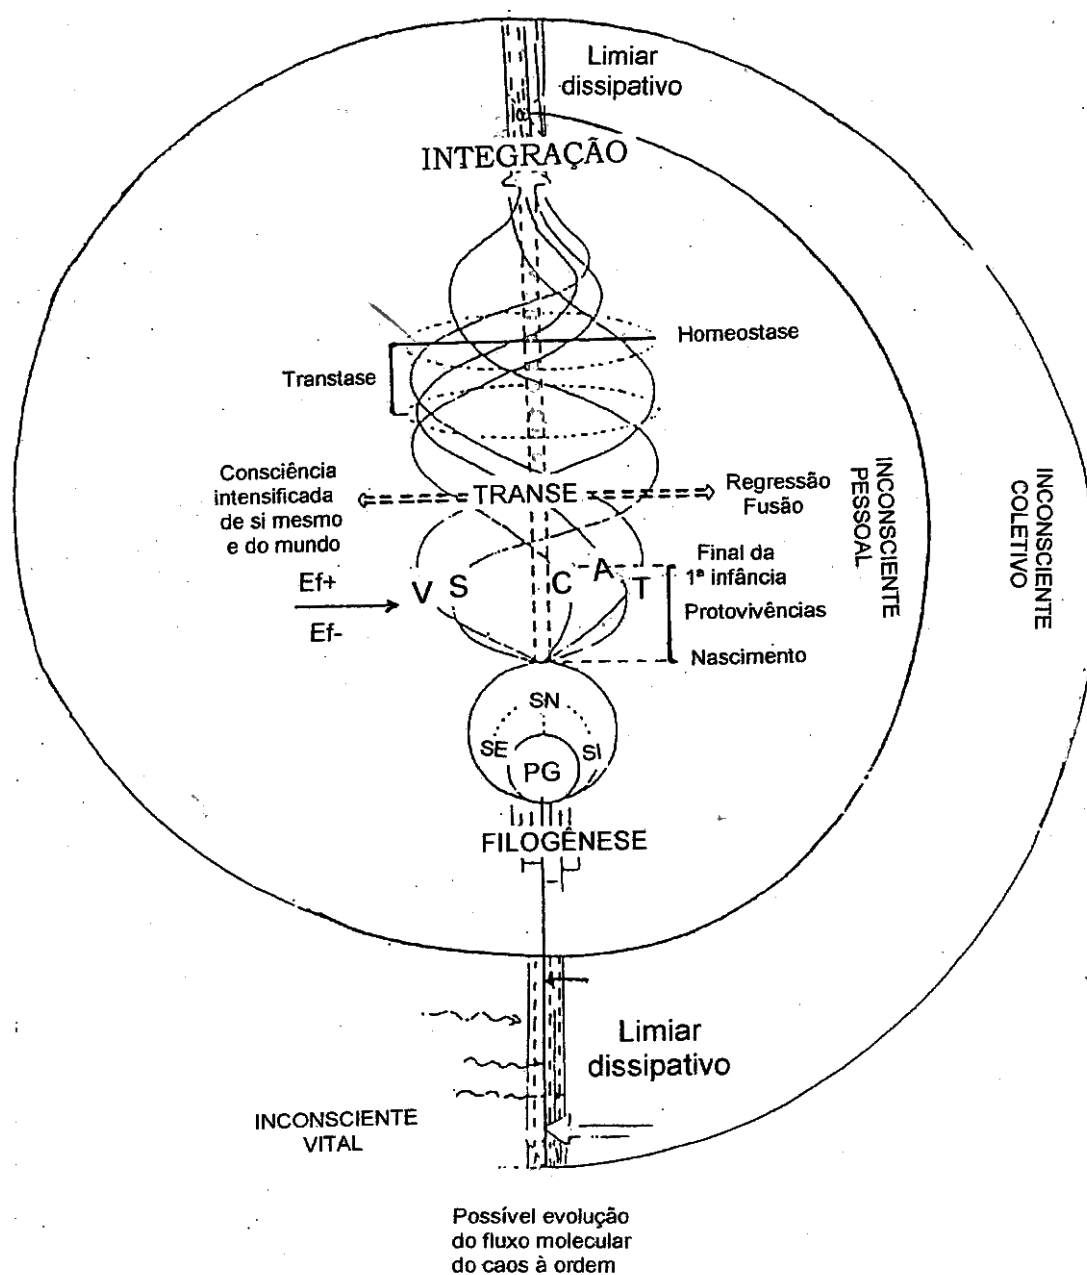 Limiar
dissipativo
INTEGRAÇÃO
Homeostase
Transtase
Consciência
intensificada
de si mesmo
e do mundo
TRANSE
Regressão
Fusão
INCONSCIENTE
PESSOAL
INCONSCIENTE
COLETIVO
Ef+
Ef-
V S C A T
Final da
1ª infância
Protovivências
Nascimento
SN
SE SI
PG
FILOGÊNESE
Limiar
dissipativo
INCONSCIENTE
VITAL
Possível evolução
do fluxo molecular
do caos à ordem